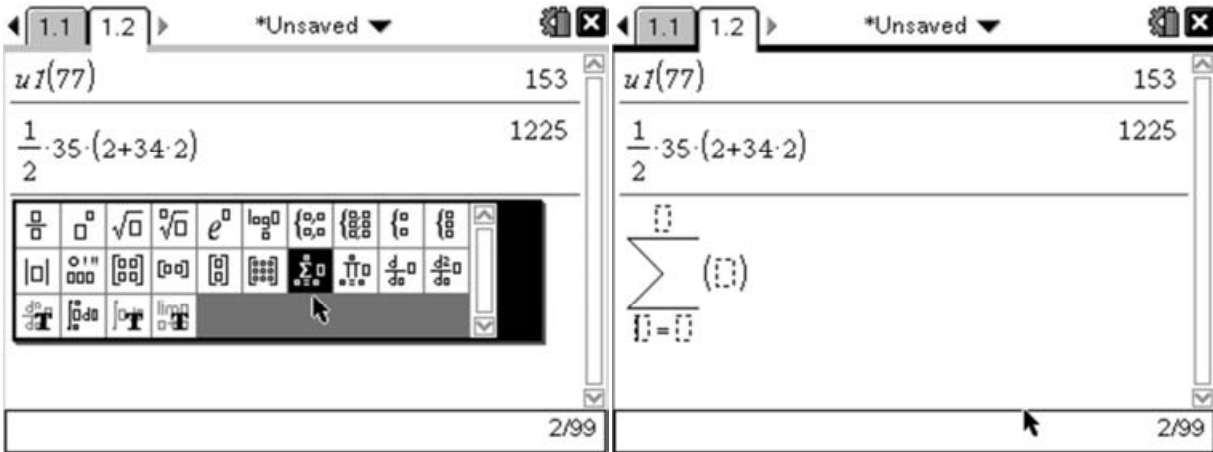 1.1 1.2 *Unsaved
u1(77) 153
1/2·35·(2+34·2) 1225
2/99
1.1 1.2 *Unsaved
u1(77) 153
1/2·35·(2+34·2) 1225
∑ (▯)
▯=▯
2/99